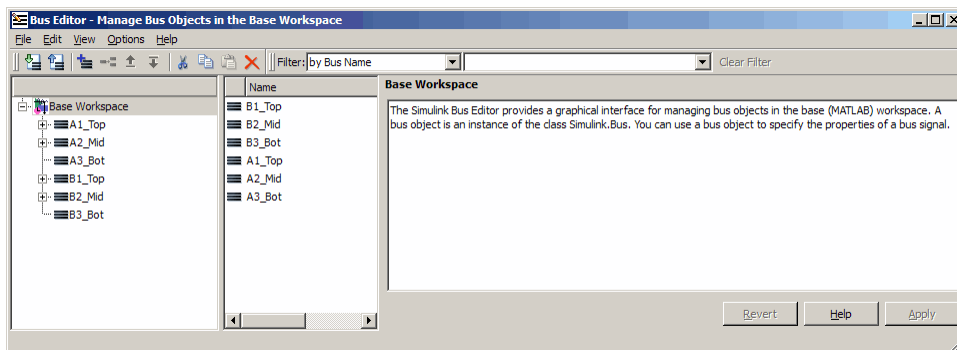 Bus Editor - Manage Bus Objects in the Base Workspace
File Edit View Options Help
Filter: by Bus Name Clear Filter
Base Workspace
A1_Top
A2_Mid
A3_Bot
B1_Top
B2_Mid
B3_Bot
Name
B1_Top
B2_Mid
B3_Bot
A1_Top
A2_Mid
A3_Bot
Base Workspace
The Simulink Bus Editor provides a graphical interface for managing bus objects in the base (MATLAB) workspace. A
bus object is an instance of the class Simulink.Bus. You can use a bus object to specify the properties of a bus signal.
Revert Help Apply